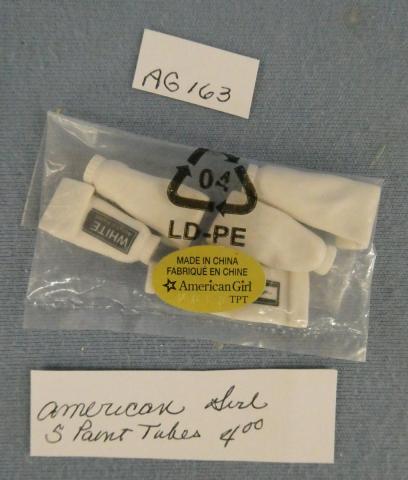 AG 163
04
LD-PE
WHITE
MADE IN CHINA
FABRIQUÉ EN CHINE
American Girl
TPT
American Girl
5 Paint Tubes 4.00